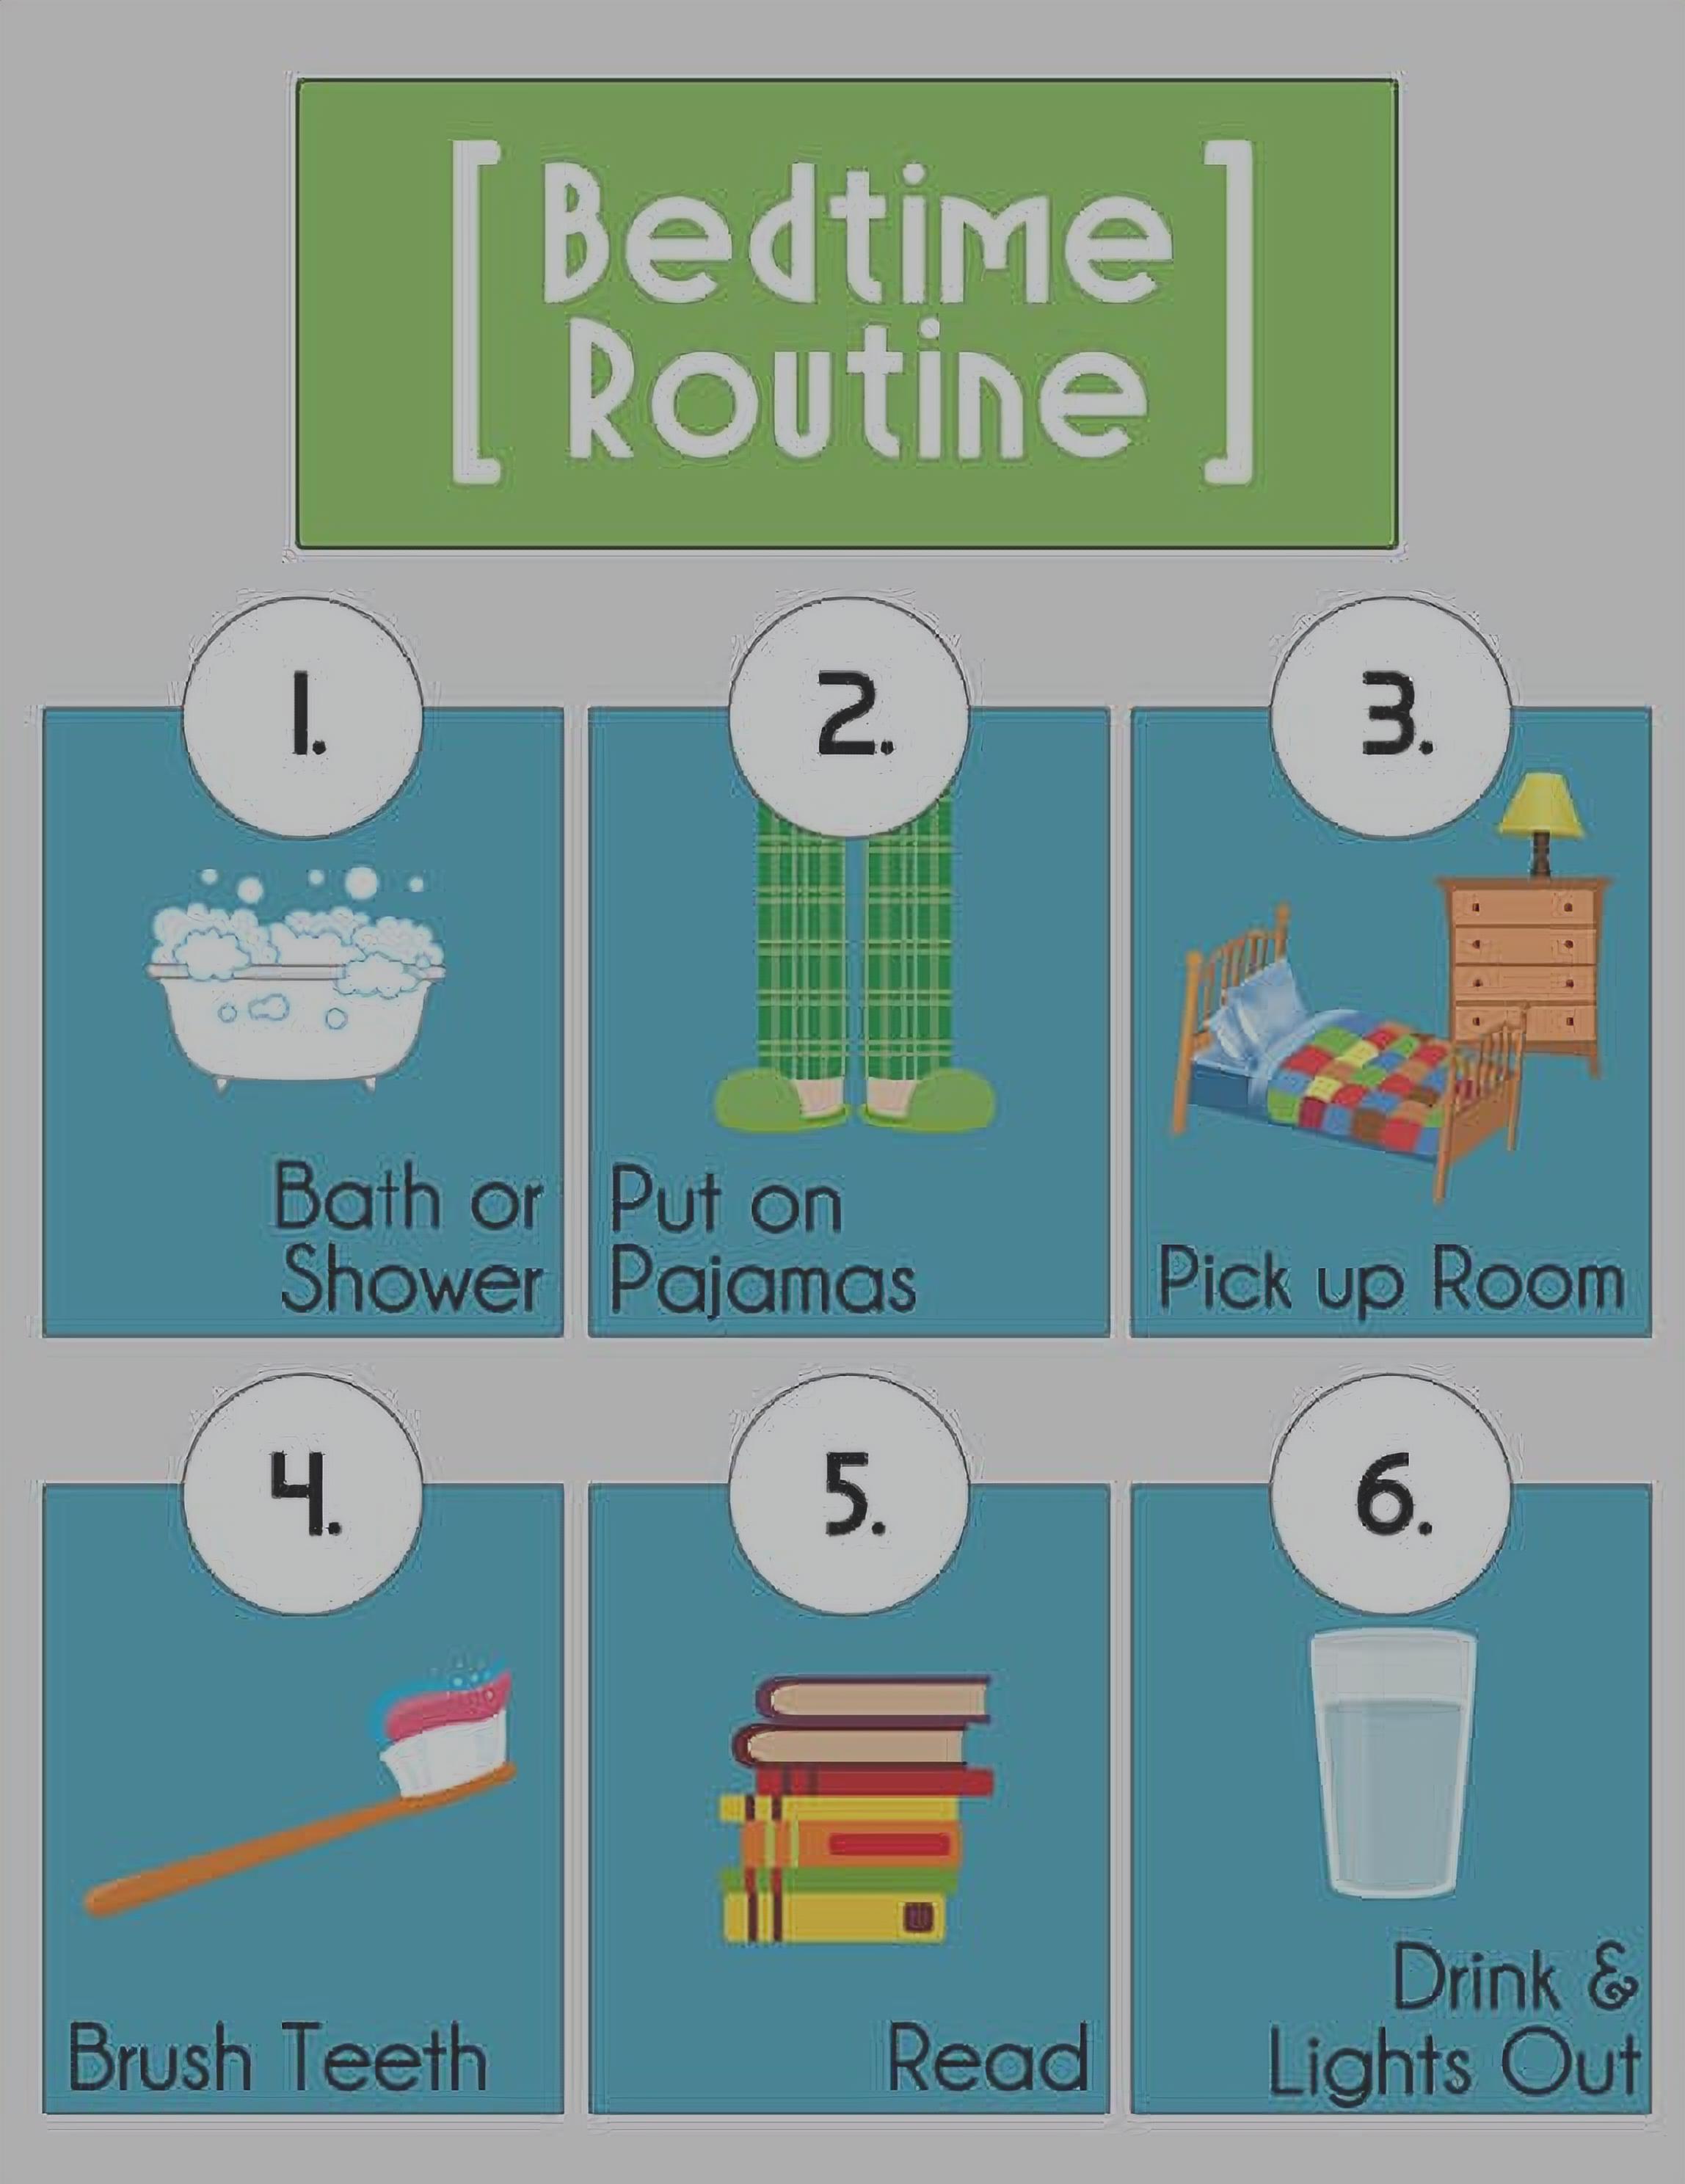 [ Bedtime
Routine ]
1.
Bath or
Shower
2.
Put on
Pajamas
3.
Pick up Room
4.
Brush Teeth
5.
Read
6.
Drink &
Lights Out